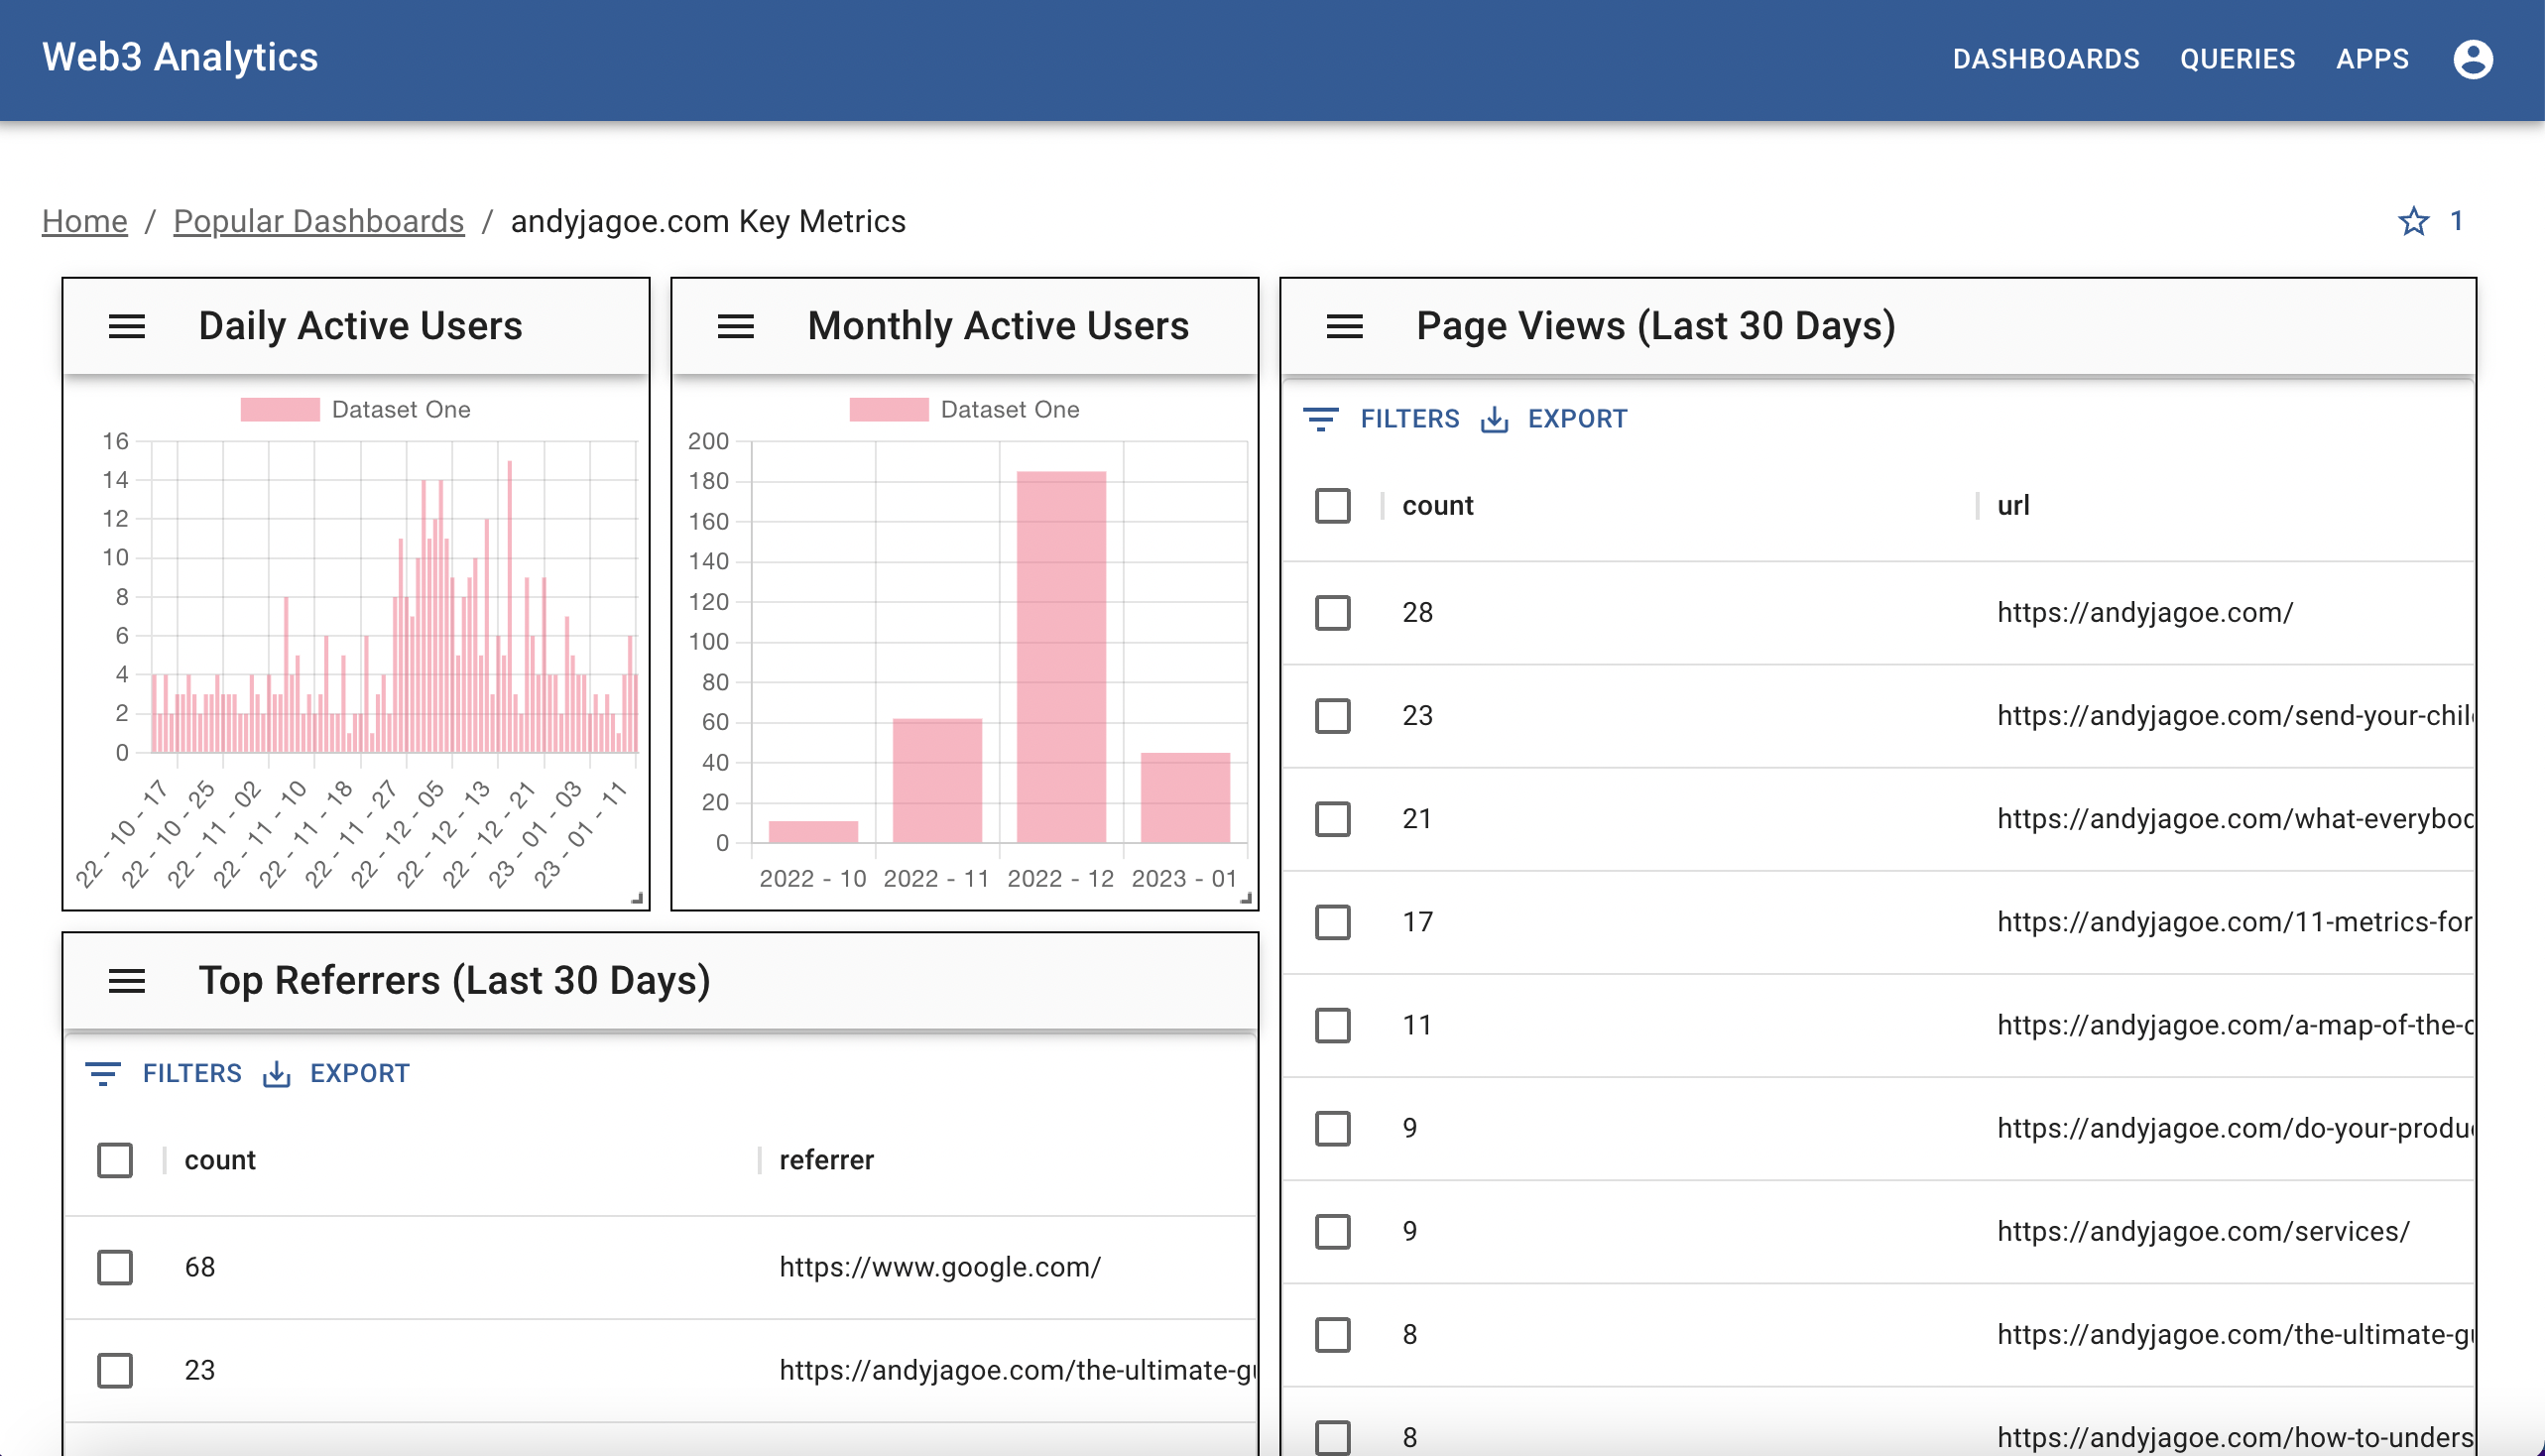 Web3 Analytics
DASHBOARDS QUERIES APPS
Home / Popular Dashboards / andyjagoe.com Key Metrics
1
Daily Active Users
Dataset One
16
14
12
10
8
6
4
2
0
22 - 10 - 17
22 - 10 - 25
22 - 11 - 02
22 - 11 - 10
22 - 11 - 18
22 - 11 - 27
22 - 12 - 05
22 - 12 - 13
22 - 12 - 21
23 - 01 - 03
23 - 01 - 11
Monthly Active Users
Dataset One
200
180
160
140
120
100
80
60
40
20
0
2022 - 10 2022 - 11 2022 - 12 2023 - 01
Page Views (Last 30 Days)
FILTERS EXPORT
count url
28 https://andyjagoe.com/
23 https://andyjagoe.com/send-your-chil
21 https://andyjagoe.com/what-everyboc
17 https://andyjagoe.com/11-metrics-for
11 https://andyjagoe.com/a-map-of-the-c
9 https://andyjagoe.com/do-your-produ
9 https://andyjagoe.com/services/
8 https://andyjagoe.com/the-ultimate-g
8 https://andyjagoe.com/how-to-unders
Top Referrers (Last 30 Days)
FILTERS EXPORT
count referrer
68 https://www.google.com/
23 https://andyjagoe.com/the-ultimate-g